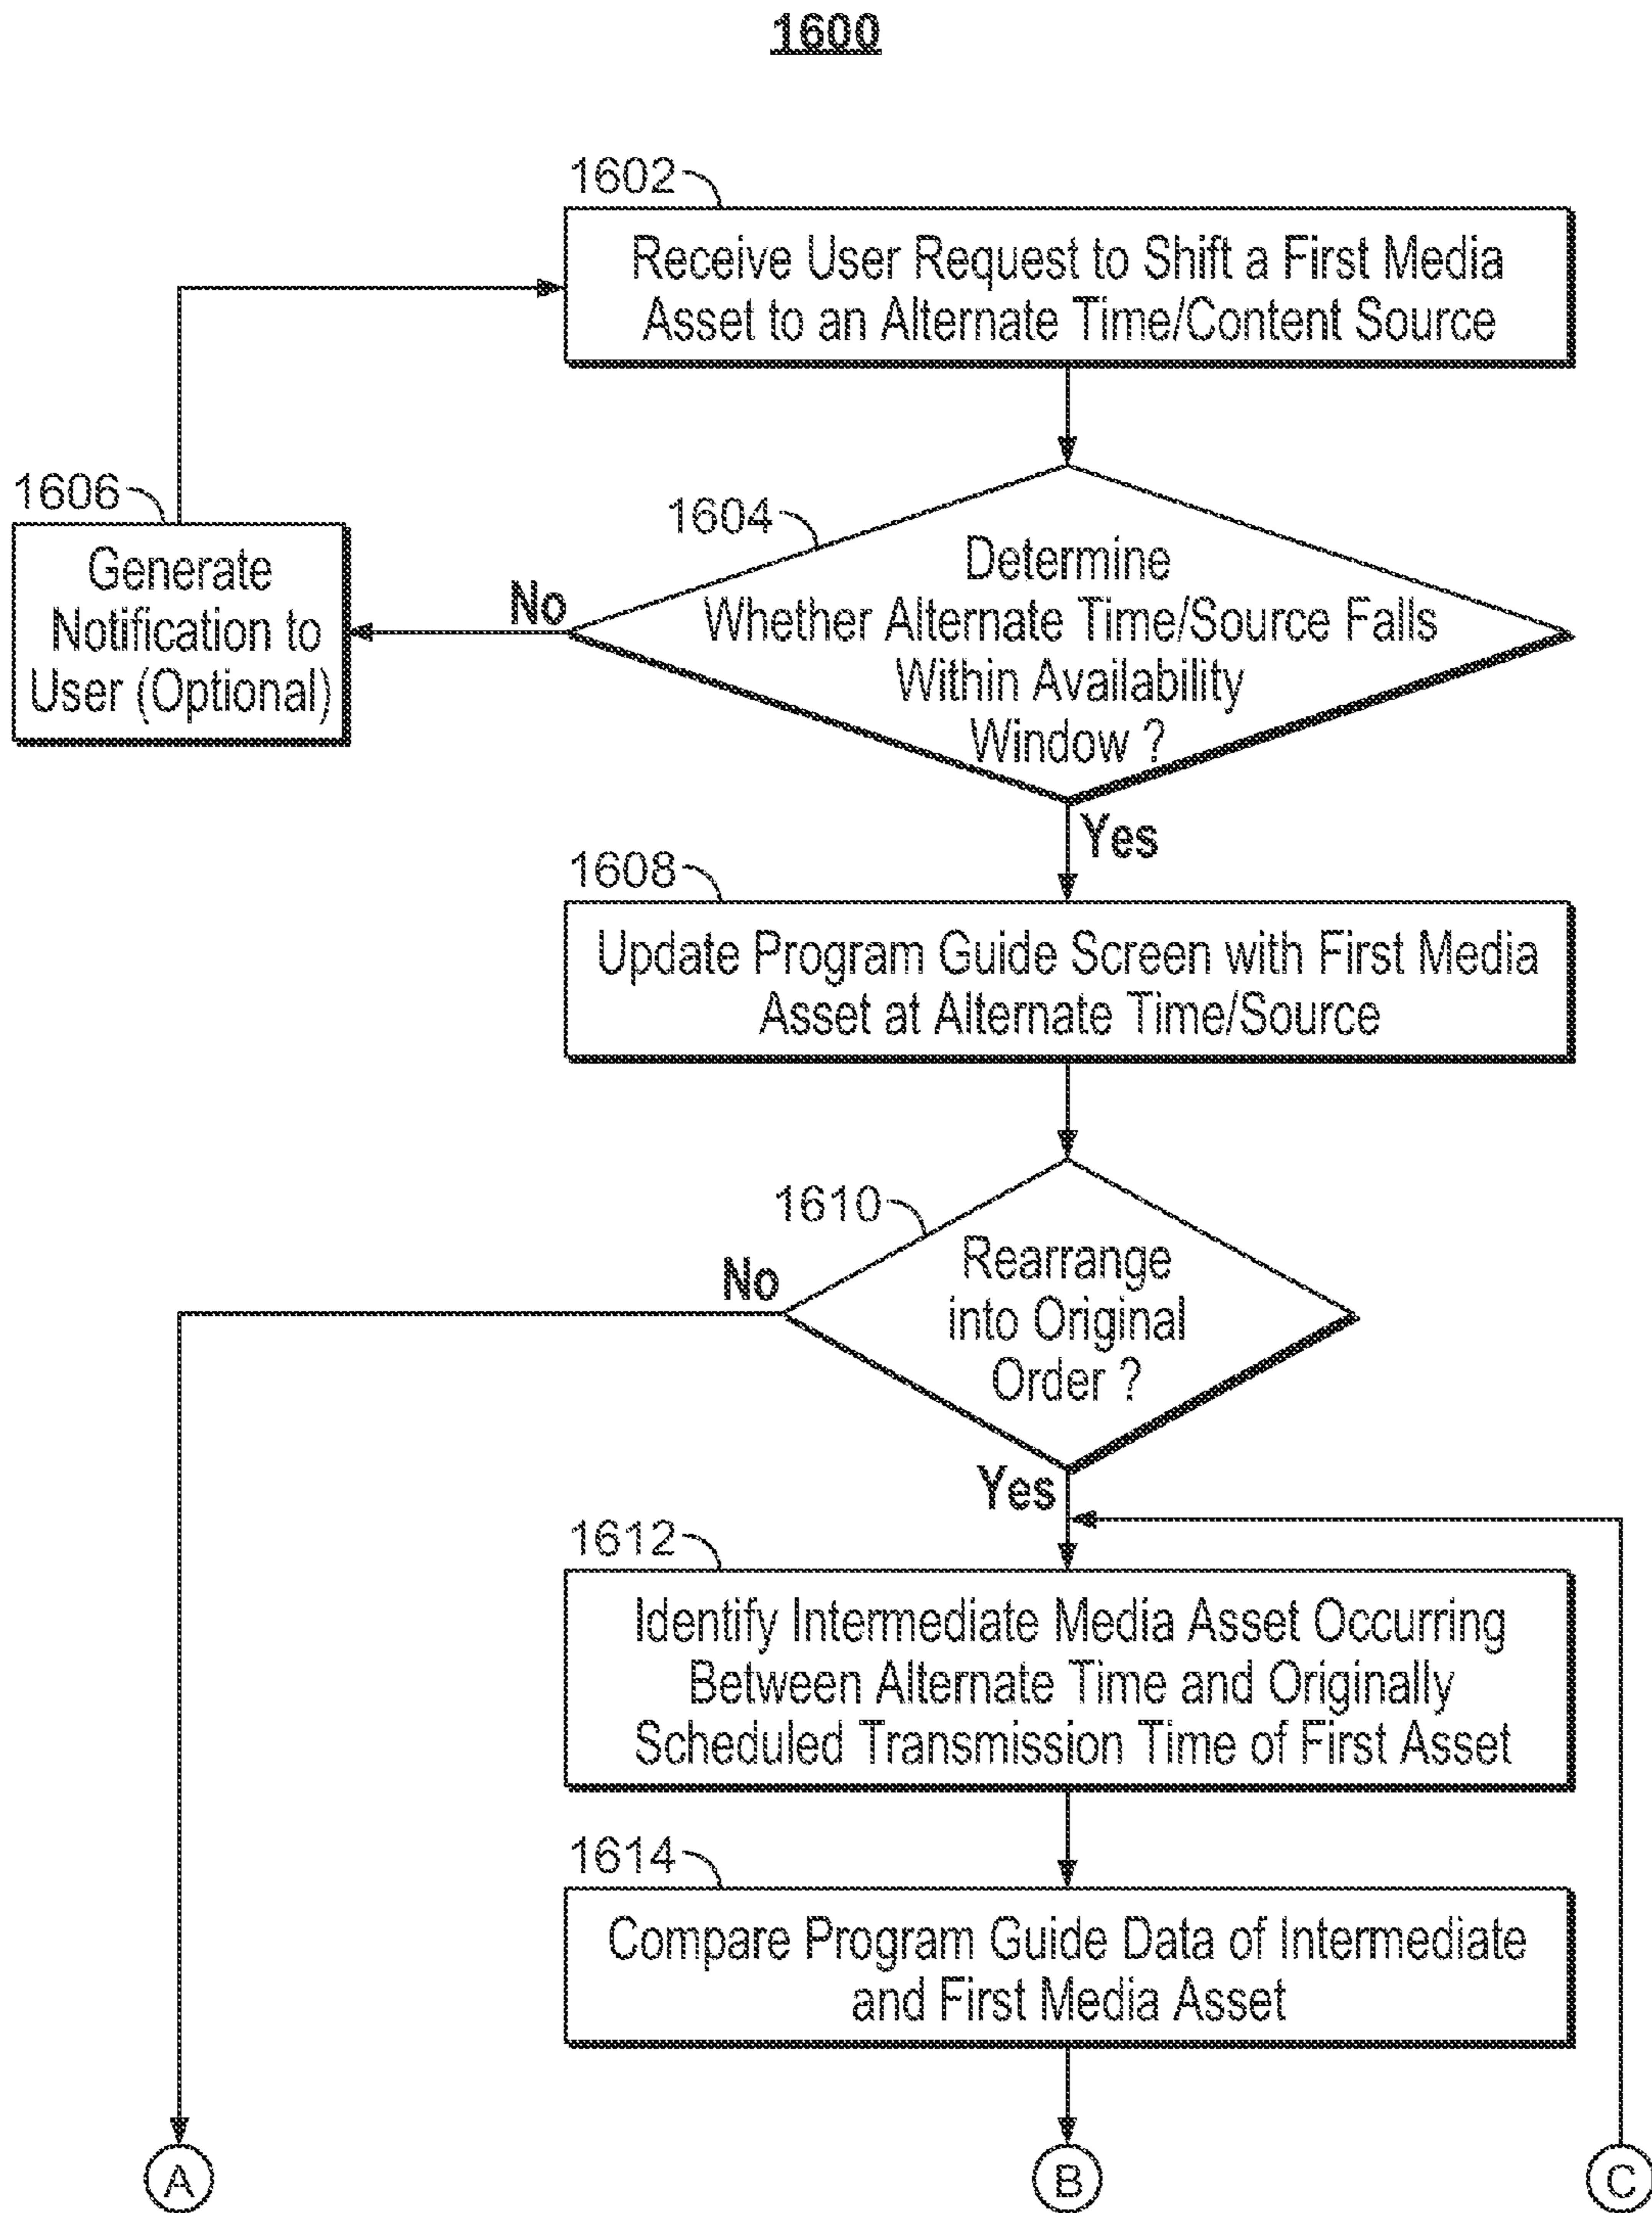 1600
1602
Receive User Request to Shift a First Media
Asset to an Alternate Time/Content Source
1606
Generate
Notification to
User (Optional)
1604
No
Determine
Whether Alternate Time/Source Falls
Within Availability
Window ?
Yes
1608
Update Program Guide Screen with First Media
Asset at Alternate Time/Source
1610
No
Rearrange
into Original
Order ?
Yes
1612
Identify Intermediate Media Asset Occurring
Between Alternate Time and Originally
Scheduled Transmission Time of First Asset
1614
Compare Program Guide Data of Intermediate
and First Media Asset
A
B
C